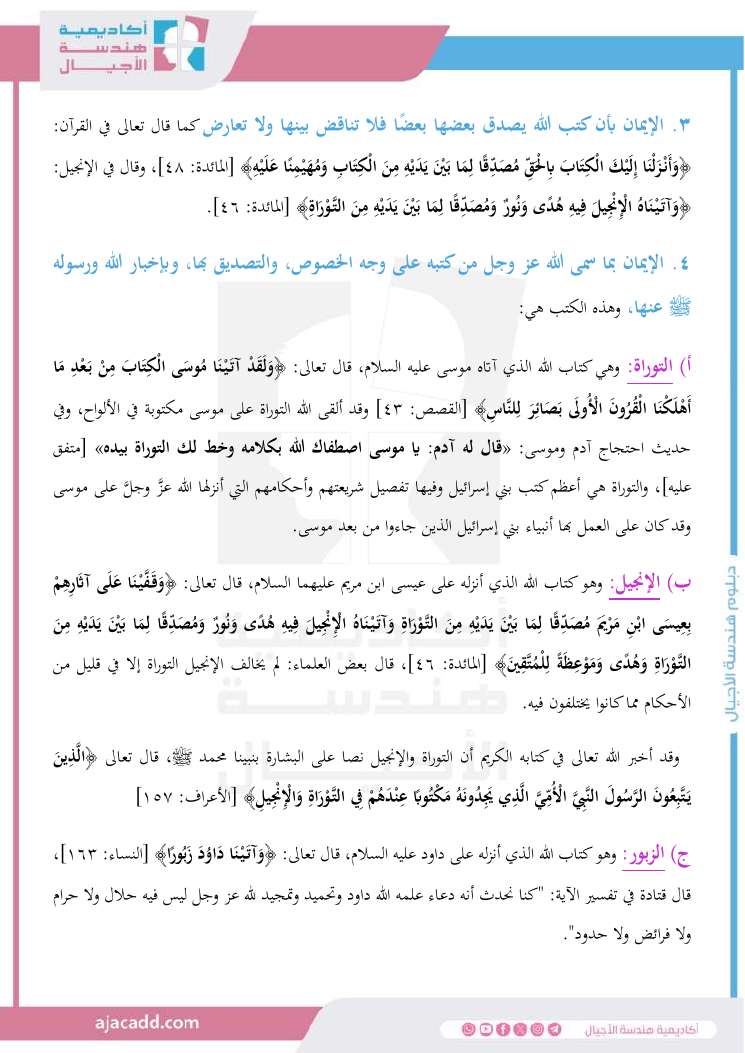 أكاديمية
هندسة
الأجيال
٣. الإيمان بأن كتب الله يصدق بعضها بعضًا فلا تناقض بينها ولا تعارض كما قال تعالى في القرآن:
﴿وَأَنْزَلْنَا إِلَيْكَ الْكِتَابَ بِالْحَقِّ مُصَدِّقًا لِمَا بَيْنَ يَدَيْهِ مِنَ الْكِتَابِ وَمُهَيْمِنًا عَلَيْهِ﴾ [المائدة: ٤٨]، وقال في الإنجيل:
﴿وَآتَيْنَاهُ الْإِنْجِيلَ فِيهِ هُدًى وَنُورٌ وَمُصَدِّقًا لِمَا بَيْنَ يَدَيْهِ مِنَ التَّوْرَاةِ﴾ [المائدة: ٤٦].
٤. الإيمان بما سمى الله عز وجل من كتبه على وجه الخصوص، والتصديق بها، وبإخبار الله ورسوله
ﷺ عنها، وهذه الكتب هي:
أ) التوراة: وهي كتاب الله الذي آتاه موسى عليه السلام، قال تعالى: ﴿وَلَقَدْ آتَيْنَا مُوسَى الْكِتَابَ مِنْ بَعْدِ مَا
أَهْلَكْنَا الْقُرُونَ الْأُولَى بَصَائِرَ لِلنَّاسِ﴾ [القصص: ٤٣] وقد ألقى الله التوراة على موسى مكتوبة في الألواح، وفي
حديث احتجاج آدم وموسى: «قال له آدم: يا موسى اصطفاك الله بكلامه وخط لك التوراة بيده» [متفق
عليه]، والتوراة هي أعظم كتب بني إسرائيل وفيها تفصيل شريعتهم وأحكامهم التي أنزلها الله عزَّ وجلَّ على موسى
وقد كان على العمل بها أنبياء بني إسرائيل الذين جاءوا من بعد موسى.
ب) الإنجيل: وهو كتاب الله الذي أنزله على عيسى ابن مريم عليهما السلام، قال تعالى: ﴿وَقَفَّيْنَا عَلَى آثَارِهِمْ
بِعِيسَى ابْنِ مَرْيَمَ مُصَدِّقًا لِمَا بَيْنَ يَدَيْهِ مِنَ التَّوْرَاةِ وَآتَيْنَاهُ الْإِنْجِيلَ فِيهِ هُدًى وَنُورٌ وَمُصَدِّقًا لِمَا بَيْنَ يَدَيْهِ مِنَ
التَّوْرَاةِ وَهُدًى وَمَوْعِظَةً لِلْمُتَّقِينَ﴾ [المائدة: ٤٦]، قال بعض العلماء: لم يخالف الإنجيل التوراة إلا في قليل من
الأحكام مما كانوا يختلفون فيه.
وقد أخبر الله تعالى في كتابه الكريم أن التوراة والإنجيل نصا على البشارة بنبينا محمد ﷺ، قال تعالى ﴿الَّذِينَ
يَتَّبِعُونَ الرَّسُولَ النَّبِيَّ الْأُمِّيَّ الَّذِي يَجِدُونَهُ مَكْتُوبًا عِنْدَهُمْ فِي التَّوْرَاةِ وَالْإِنْجِيلِ﴾ [الأعراف: ١٥٧]
ج) الزبور: وهو كتاب الله الذي أنزله على داود عليه السلام، قال تعالى: ﴿وَآتَيْنَا دَاوُدَ زَبُورًا﴾ [النساء: ١٦٣]،
قال قتادة في تفسير الآية: "كنا نحدث أنه دعاء علمه الله داود وتحميد وتمجيد لله عز وجل ليس فيه حلال ولا حرام
ولا فرائض ولا حدود".
أكاديمية
هندسة
الأجيال
دبلوم هندسة الأجيال
ajacadd.com
أكاديمية هندسة الأجيال